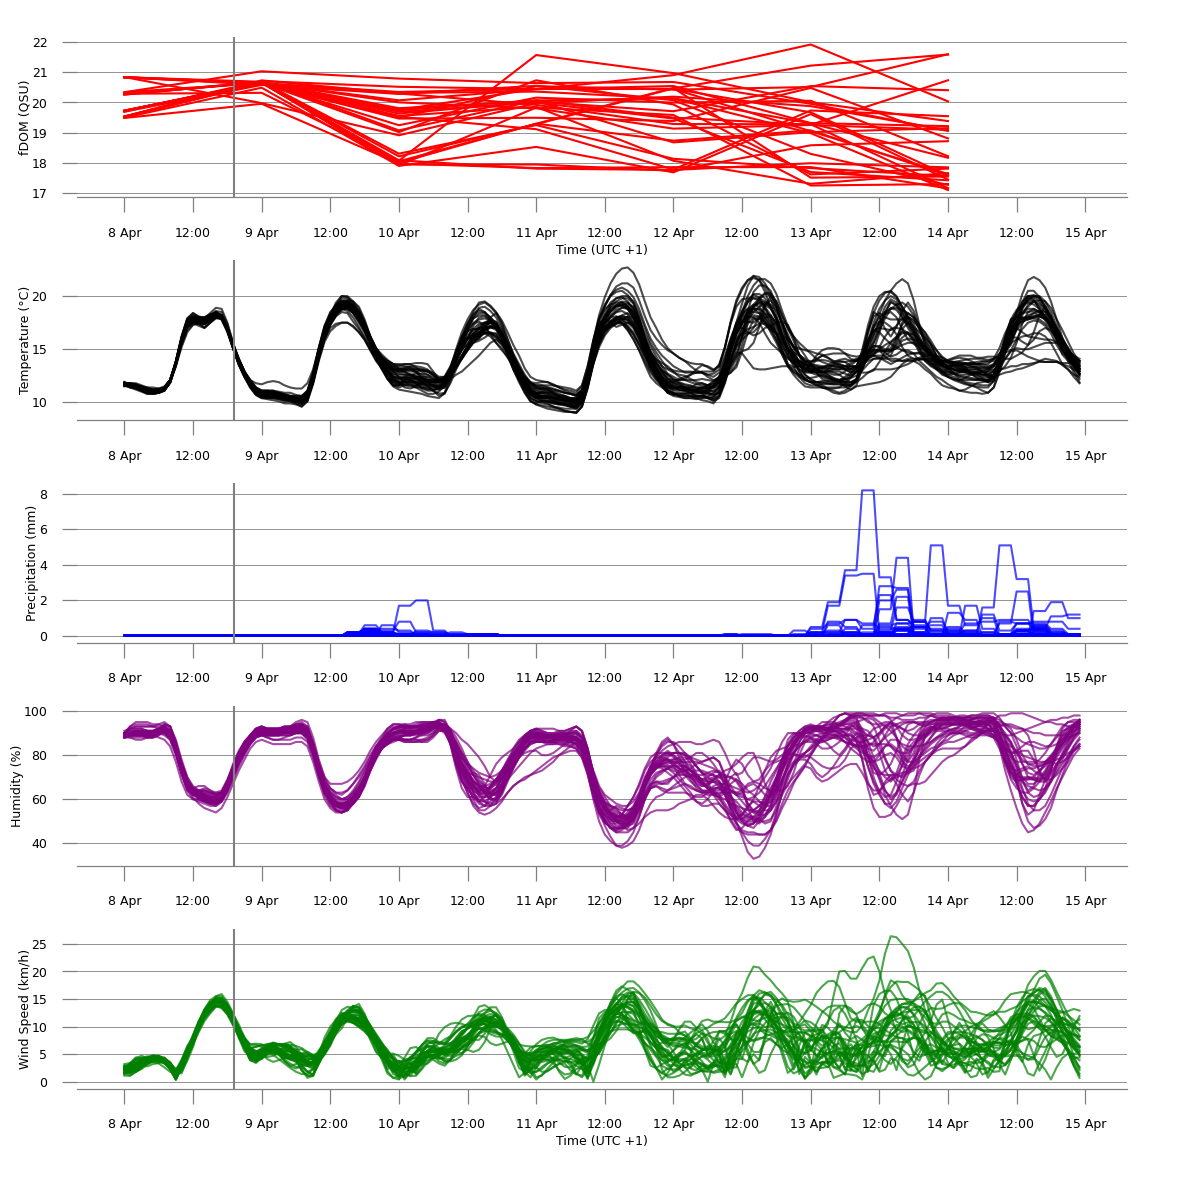 fDOM (QSU)
22
21
20
19
18
17
8 Apr 12:00 9 Apr 12:00 10 Apr 12:00 11 Apr 12:00 12 Apr 12:00 13 Apr 12:00 14 Apr 12:00 15 Apr
Time (UTC +1)
Temperature (°C)
20
15
10
8 Apr 12:00 9 Apr 12:00 10 Apr 12:00 11 Apr 12:00 12 Apr 12:00 13 Apr 12:00 14 Apr 12:00 15 Apr
Precipitation (mm)
8
6
4
2
0
8 Apr 12:00 9 Apr 12:00 10 Apr 12:00 11 Apr 12:00 12 Apr 12:00 13 Apr 12:00 14 Apr 12:00 15 Apr
Humidity (%)
100
80
60
40
8 Apr 12:00 9 Apr 12:00 10 Apr 12:00 11 Apr 12:00 12 Apr 12:00 13 Apr 12:00 14 Apr 12:00 15 Apr
Wind Speed (km/h)
25
20
15
10
5
0
8 Apr 12:00 9 Apr 12:00 10 Apr 12:00 11 Apr 12:00 12 Apr 12:00 13 Apr 12:00 14 Apr 12:00 15 Apr
Time (UTC +1)